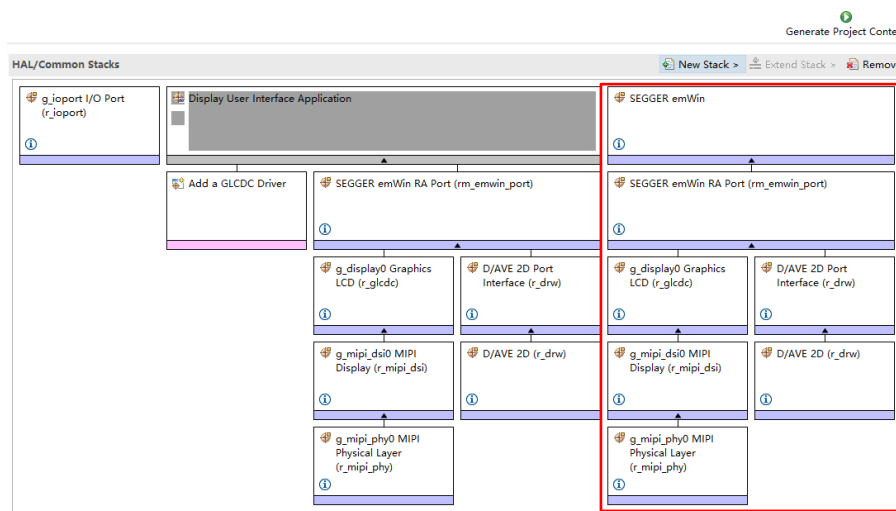 Generate Project Conte
HAL/Common Stacks
New Stack >
Extend Stack >
Remov
g_ioport I/O Port
(r_ioport)
Display User Interface Application
SEGGER emWin
Add a GLCDC Driver
SEGGER emWin RA Port (rm_emwin_port)
SEGGER emWin RA Port (rm_emwin_port)
g_display0 Graphics
LCD (r_glcdc)
D/AVE 2D Port
Interface (r_drw)
g_display0 Graphics
LCD (r_glcdc)
D/AVE 2D Port
Interface (r_drw)
g_mipi_dsi0 MIPI
Display (r_mipi_dsi)
D/AVE 2D (r_drw)
g_mipi_dsi0 MIPI
Display (r_mipi_dsi)
D/AVE 2D (r_drw)
g_mipi_phy0 MIPI
Physical Layer
(r_mipi_phy)
g_mipi_phy0 MIPI
Physical Layer
(r_mipi_phy)